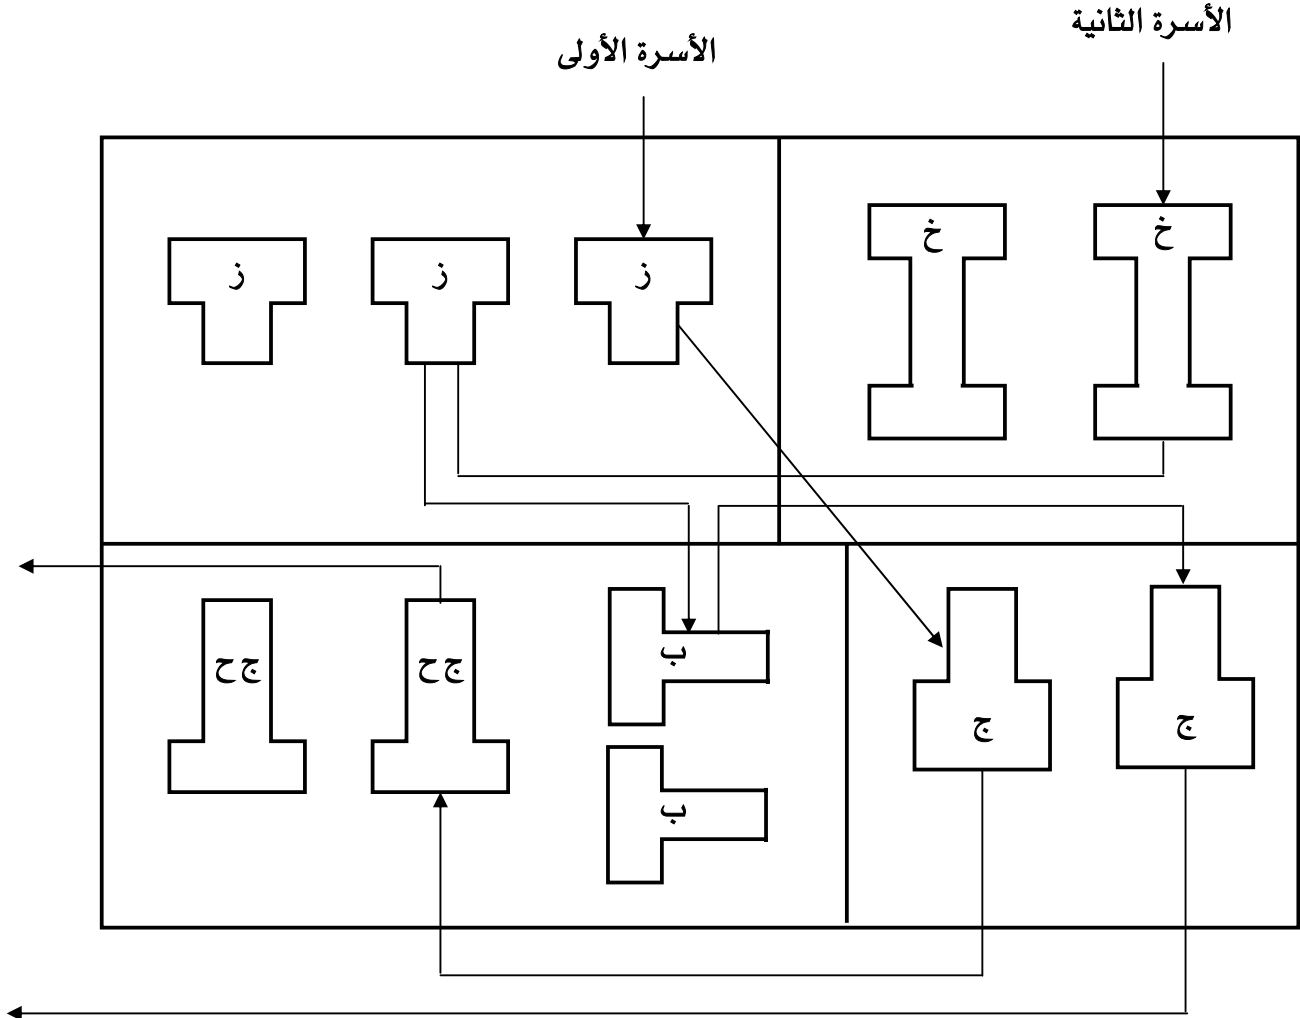 الأسرة الثانية
الأسرة الأولى
خ
خ
ز
ز
ز
ج
ج
ب
ب
ج ح
ج ح